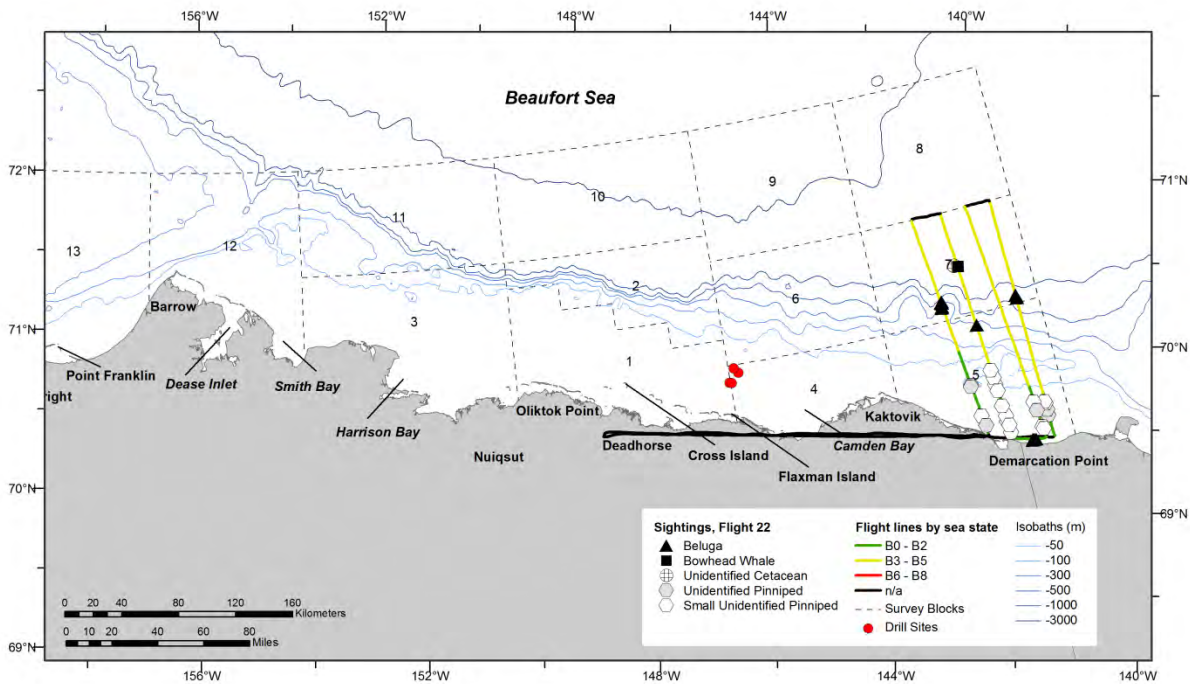 156°W 152°W 148°W 144°W 140°W
Beaufort Sea
8
72°N
71°N
9
10
11
12
13
7
2
6
3
Barrow
71°N
70°N
1
Point Franklin
Dease Inlet
Smith Bay
5
4
right
Harrison Bay
Oliktok Point
Kaktovik
Deadhorse
Camden Bay
Nuiqsut
Cross Island
Demarcation Point
Flaxman Island
70°N
69°N
Sightings, Flight 22
Beluga
Bowhead Whale
Unidentified Cetacean
Unidentified Pinniped
Small Unidentified Pinniped
Flight lines by sea state
B0 - B2
B3 - B5
B6 - B8
n/a
Survey Blocks
Drill Sites
Isobaths (m)
-50
-100
-300
-500
-1000
-3000
0 20 40 80 120 160
Kilometers
0 10 20 40 60 80
Miles
69°N
156°W 152°W 148°W 144°W 140°W